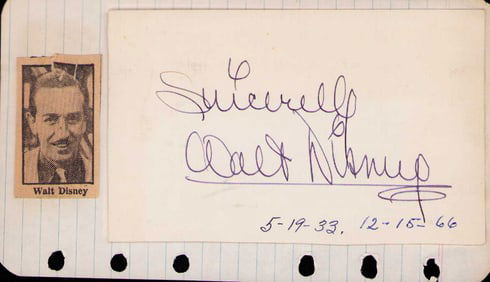 Walt Disney
Sincerely
Walt Disney
5-19-33. 12-15-66